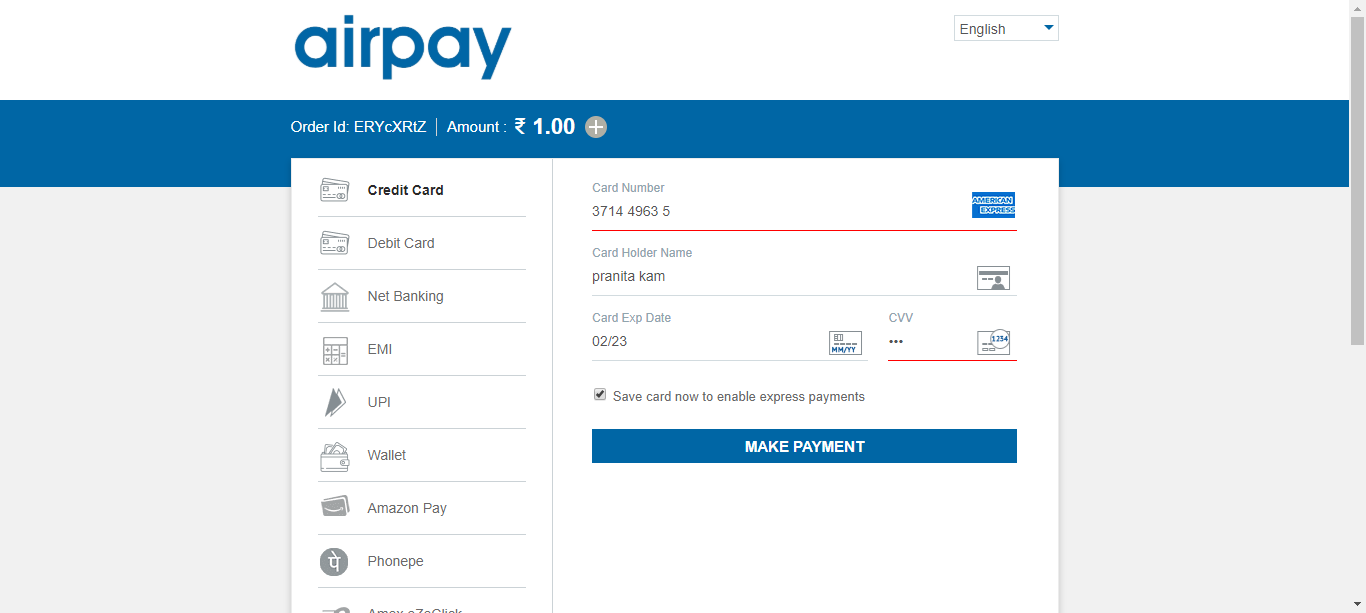 airpay
English
Order Id: ERYcXRtZ | Amount : ₹ 1.00
Credit Card
Debit Card
Net Banking
EMI
UPI
Wallet
Amazon Pay
Phonepe
Amex eZeClick
Card Number
3714 4963 5
AMERICAN
EXPRESS
Card Holder Name
pranita kam
Card Exp Date
02/23
MM/YY
CVV
•••
1234
Save card now to enable express payments
MAKE PAYMENT